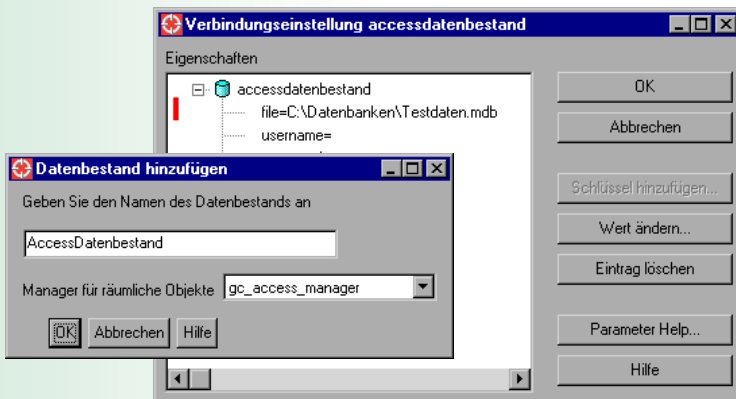 Verbindungseinstellung accessdatenbestand
Eigenschaften
accessdatenbestand
file=C:\Datenbanken\Testdaten.mdb
username=
OK
Abbrechen
Schlüssel hinzufügen...
Wert ändern...
Eintrag löschen
Parameter Help...
Hilfe
Datenbestand hinzufügen
Geben Sie den Namen des Datenbestands an
AccessDatenbestand
Manager für räumliche Objekte gc_access_manager
OK Abbrechen Hilfe